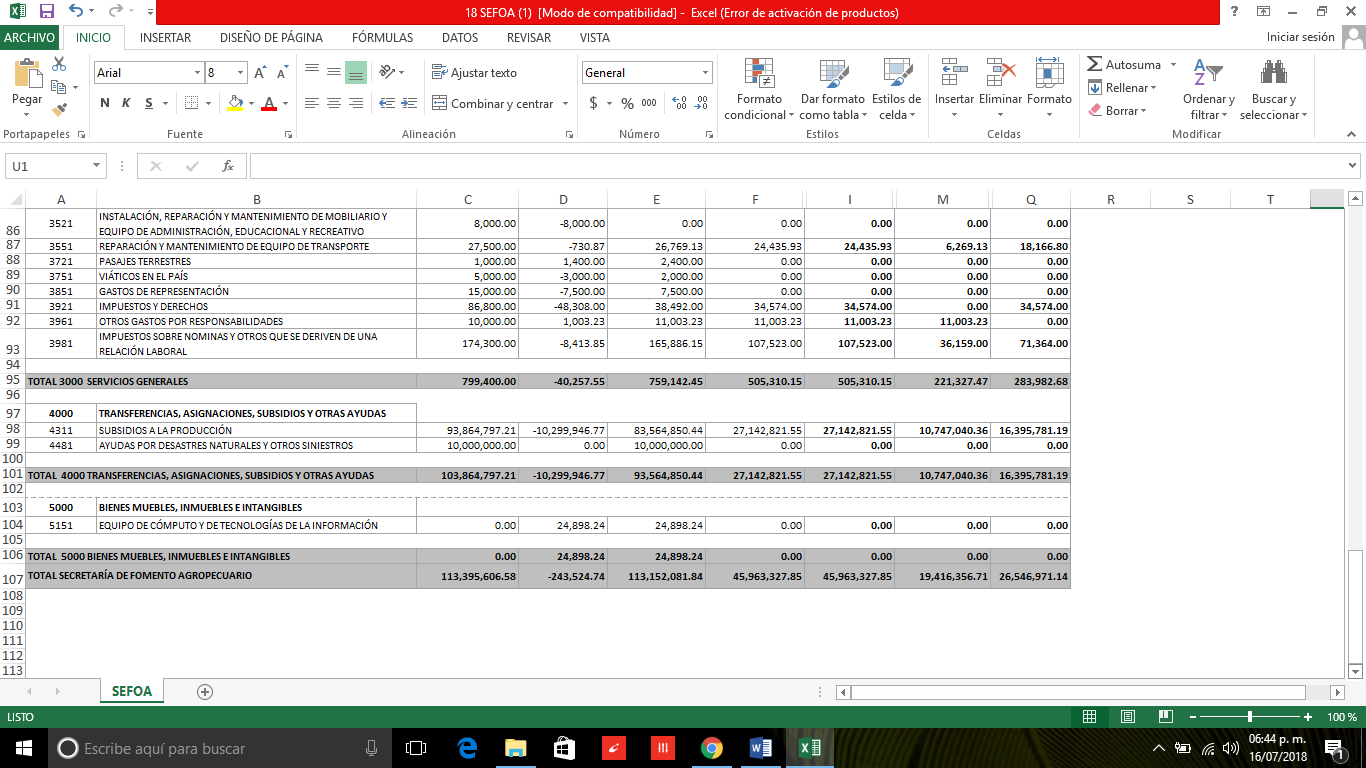 18 SEFOA (1) [Modo de compatibilidad] - Excel (Error de activación de productos)
ARCHIVO INICIO INSERTAR DISEÑO DE PÁGINA FÓRMULAS DATOS REVISAR VISTA Iniciar sesión
Pegar
Portapapeles
Arial 8
N K S
Fuente
Ajustar texto
Combinar y centrar
Alineación
General
$ % 000
Número
Formato condicional
Dar formato como tabla
Estilos de celda
Estilos
Insertar Eliminar Formato
Celdas
Autosuma
Rellenar
Borrar
Ordenar y filtrar
Buscar y seleccionar
Modificar
U1 fx
A B C D E F I M Q R S T
86 3521 INSTALACIÓN, REPARACIÓN Y MANTENIMIENTO DE MOBILIARIO Y
EQUIPO DE ADMINISTRACIÓN, EDUCACIONAL Y RECREATIVO 8,000.00 -8,000.00 0.00 0.00 0.00 0.00 0.00
87 3551 REPARACIÓN Y MANTENIMIENTO DE EQUIPO DE TRANSPORTE 27,500.00 -730.87 26,769.13 24,435.93 24,435.93 6,269.13 18,166.80
88 3721 PASAJES TERRESTRES 1,000.00 1,400.00 2,400.00 0.00 0.00 0.00 0.00
89 3751 VIÁTICOS EN EL PAÍS 5,000.00 -3,000.00 2,000.00 0.00 0.00 0.00 0.00
90 3851 GASTOS DE REPRESENTACIÓN 15,000.00 -7,500.00 7,500.00 0.00 0.00 0.00 0.00
91 3921 IMPUESTOS Y DERECHOS 86,800.00 -48,308.00 38,492.00 34,574.00 34,574.00 0.00 34,574.00
92 3961 OTROS GASTOS POR RESPONSABILIDADES 10,000.00 1,003.23 11,003.23 11,003.23 11,003.23 11,003.23 0.00
93 3981 IMPUESTOS SOBRE NOMINAS Y OTROS QUE SE DERIVEN DE UNA
RELACIÓN LABORAL 174,300.00 -8,413.85 165,886.15 107,523.00 107,523.00 36,159.00 71,364.00
94
95 TOTAL 3000 SERVICIOS GENERALES 799,400.00 -40,257.55 759,142.45 505,310.15 505,310.15 221,327.47 283,982.68
96
97 4000 TRANSFERENCIAS, ASIGNACIONES, SUBSIDIOS Y OTRAS AYUDAS
98 4311 SUBSIDIOS A LA PRODUCCIÓN 93,864,797.21 -10,299,946.77 83,564,850.44 27,142,821.55 27,142,821.55 10,747,040.36 16,395,781.19
99 4481 AYUDAS POR DESASTRES NATURALES Y OTROS SINIESTROS 10,000,000.00 0.00 10,000,000.00 0.00 0.00 0.00 0.00
100
101 TOTAL 4000 TRANSFERENCIAS, ASIGNACIONES, SUBSIDIOS Y OTRAS AYUDAS 103,864,797.21 -10,299,946.77 93,564,850.44 27,142,821.55 27,142,821.55 10,747,040.36 16,395,781.19
102
103 5000 BIENES MUEBLES, INMUEBLES E INTANGIBLES
104 5151 EQUIPO DE CÓMPUTO Y DE TECNOLOGÍAS DE LA INFORMACIÓN 0.00 24,898.24 24,898.24 0.00 0.00 0.00 0.00
105
106 TOTAL 5000 BIENES MUEBLES, INMUEBLES E INTANGIBLES 0.00 24,898.24 24,898.24 0.00 0.00 0.00 0.00
107 TOTAL SECRETARÍA DE FOMENTO AGROPECUARIO 113,395,606.58 -243,524.74 113,152,081.84 45,963,327.85 45,963,327.85 19,416,356.71 26,546,971.14
108
109
110
111
112
113
SEFOA
LISTO 100 %
Escribe aquí para buscar
06:44 p. m.
16/07/2018
1